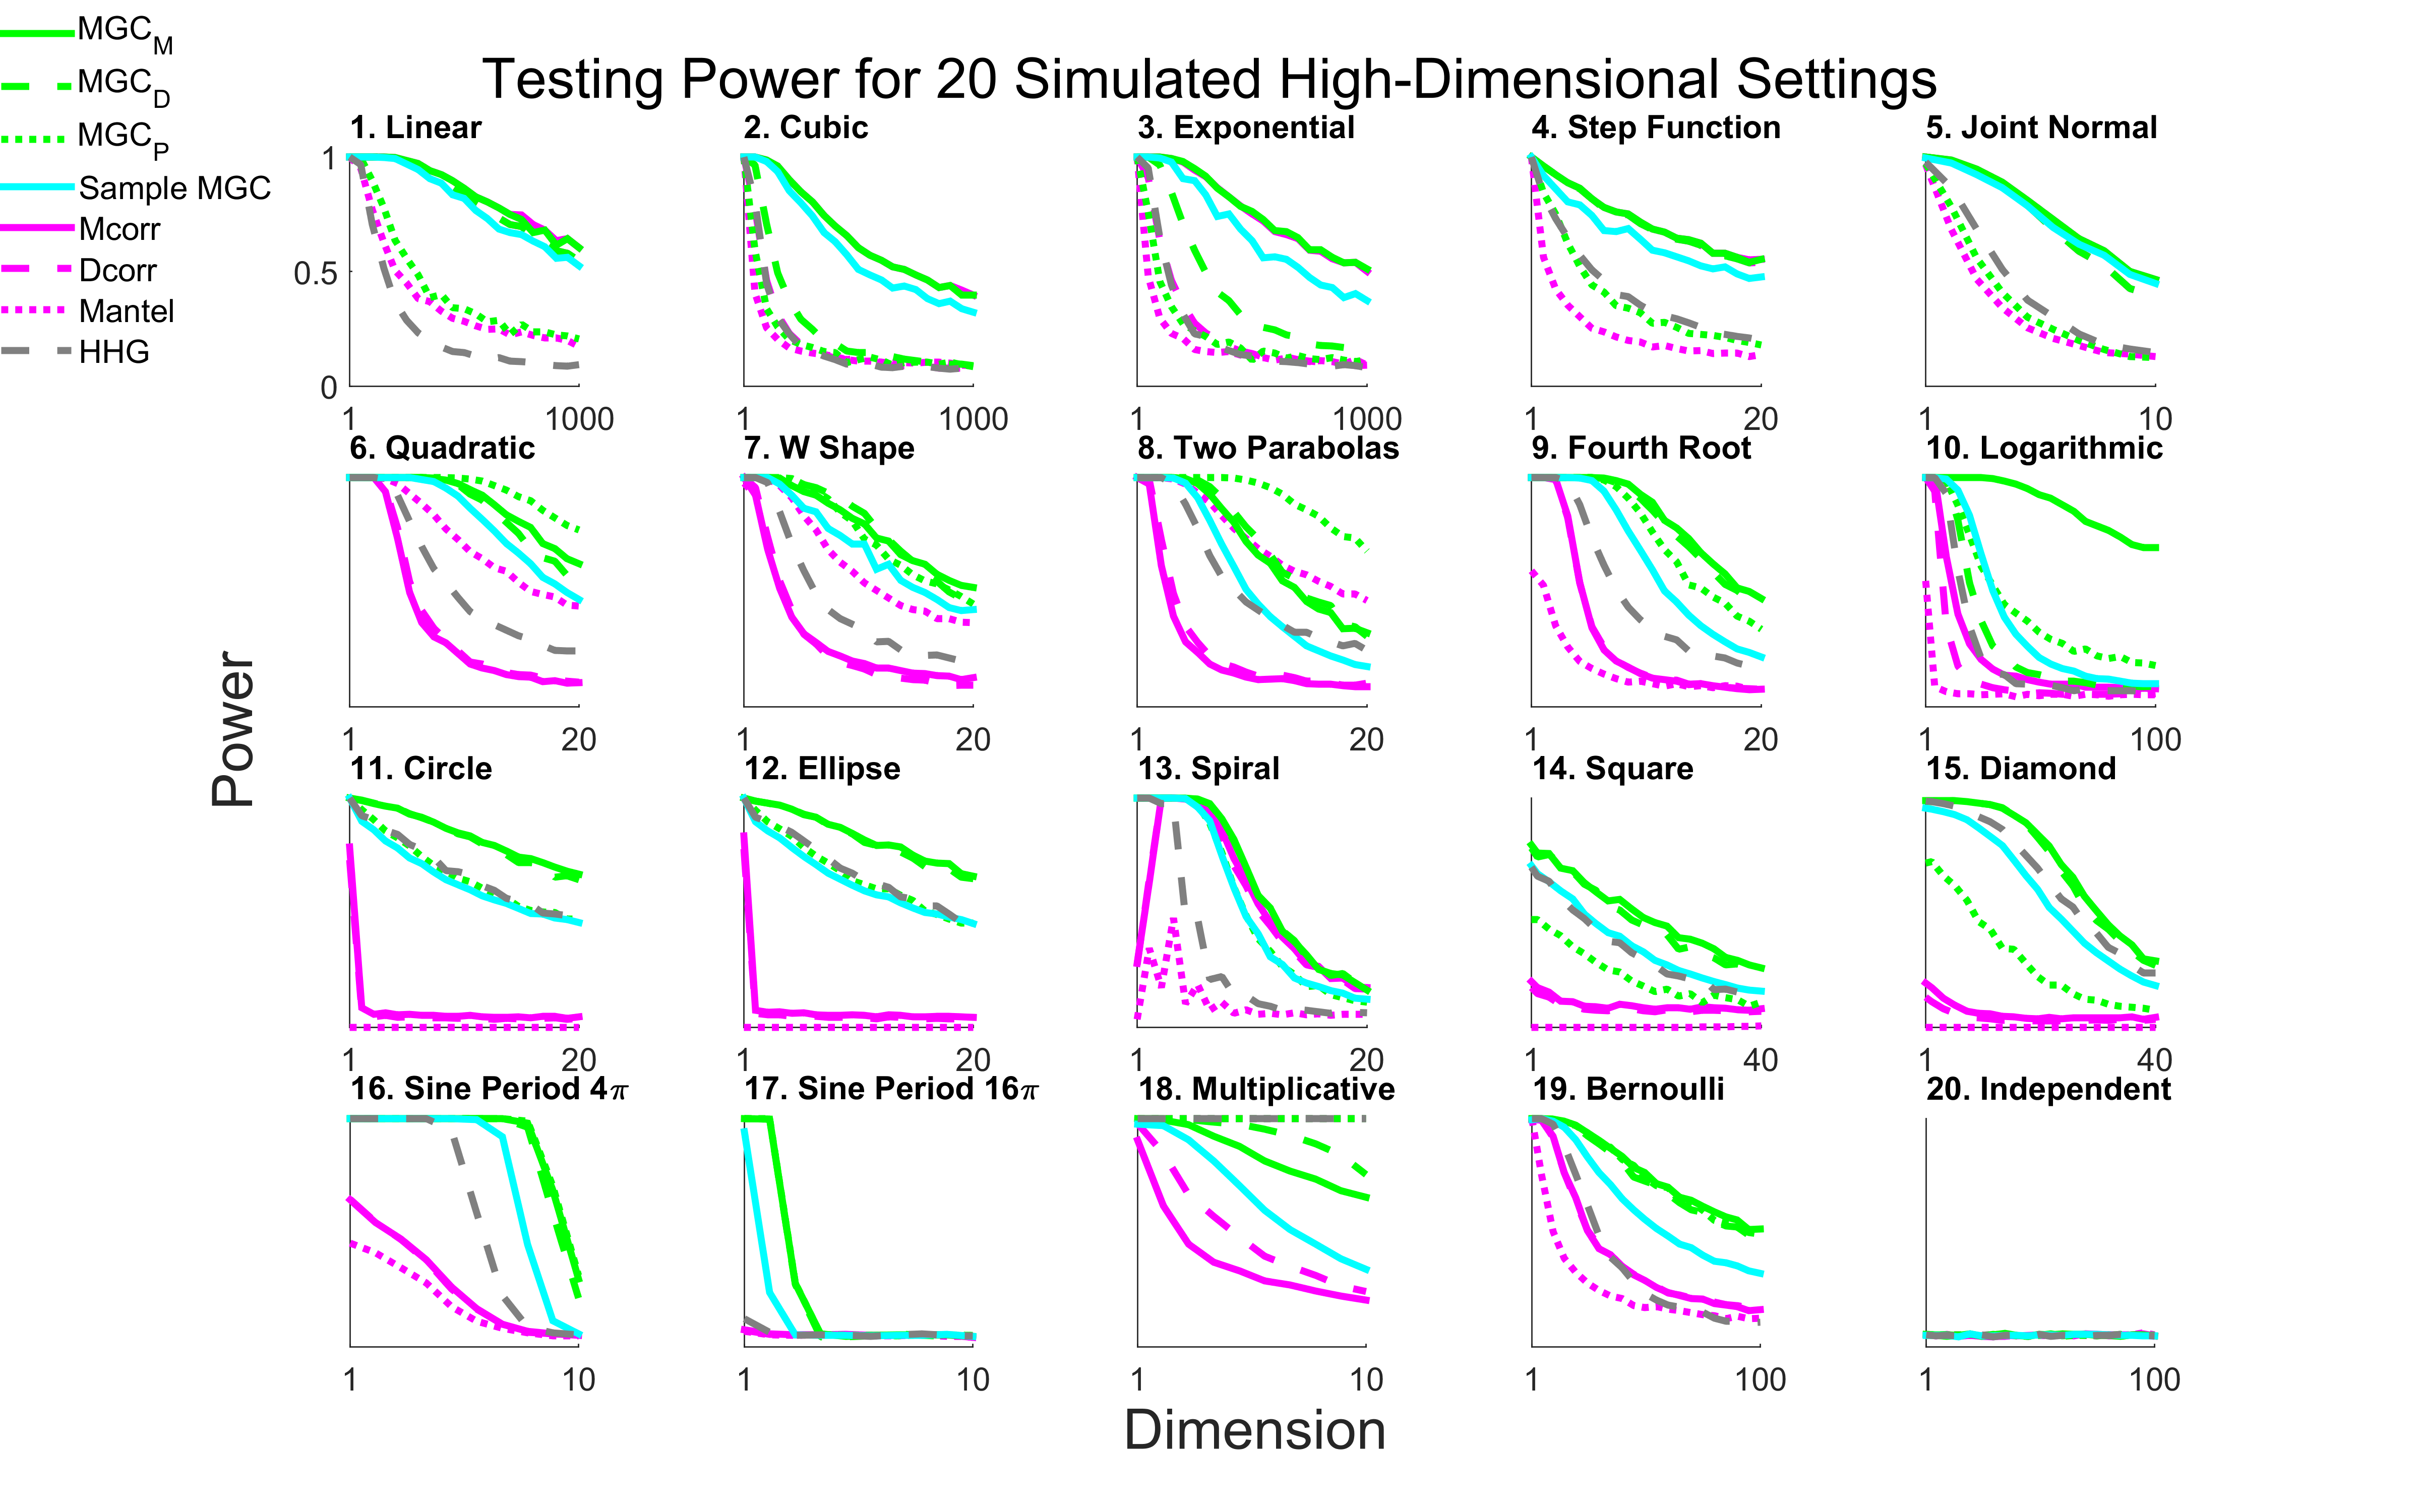 MGC_M
MGC_D
MGC_P
Sample MGC
Mcorr
Dcorr
Mantel
HHG
Testing Power for 20 Simulated High-Dimensional Settings
1. Linear
2. Cubic
3. Exponential
4. Step Function
5. Joint Normal
1
0.5
0
1 1000
1 1000
1 1000
1 20
1 10
6. Quadratic
7. W Shape
8. Two Parabolas
9. Fourth Root
10. Logarithmic
1 20
1 20
1 20
1 20
1 100
11. Circle
12. Ellipse
13. Spiral
14. Square
15. Diamond
1 20
1 20
1 20
1 40
1 40
16. Sine Period 4π
17. Sine Period 16π
18. Multiplicative
19. Bernoulli
20. Independent
1 10
1 10
1 10
1 100
1 100
Power
Dimension